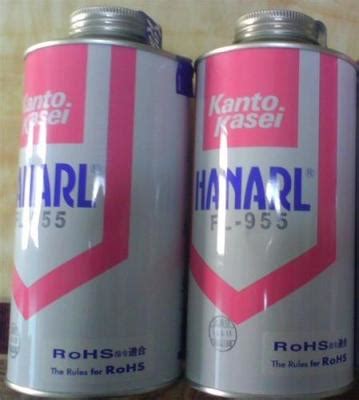 Kanto.
Kasei
HANARL
FL-955
RoHS指令適合
The Rules for RoHS
Kanto.
Kasei
HANARL®
FL-955
RoHS指令適合
The Rules for RoHS